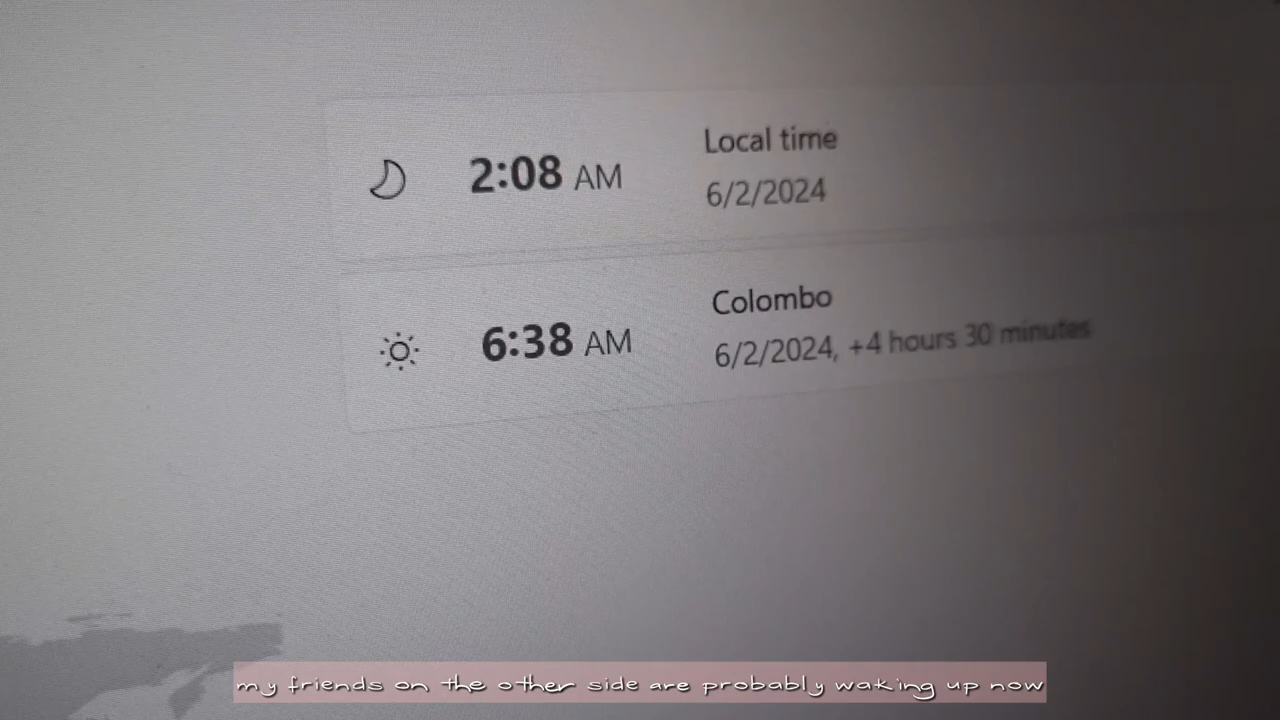 2:08 AM
Local time
6/2/2024
6:38 AM
Colombo
6/2/2024, +4 hours 30 minutes
my friends on the other side are probably waking up now